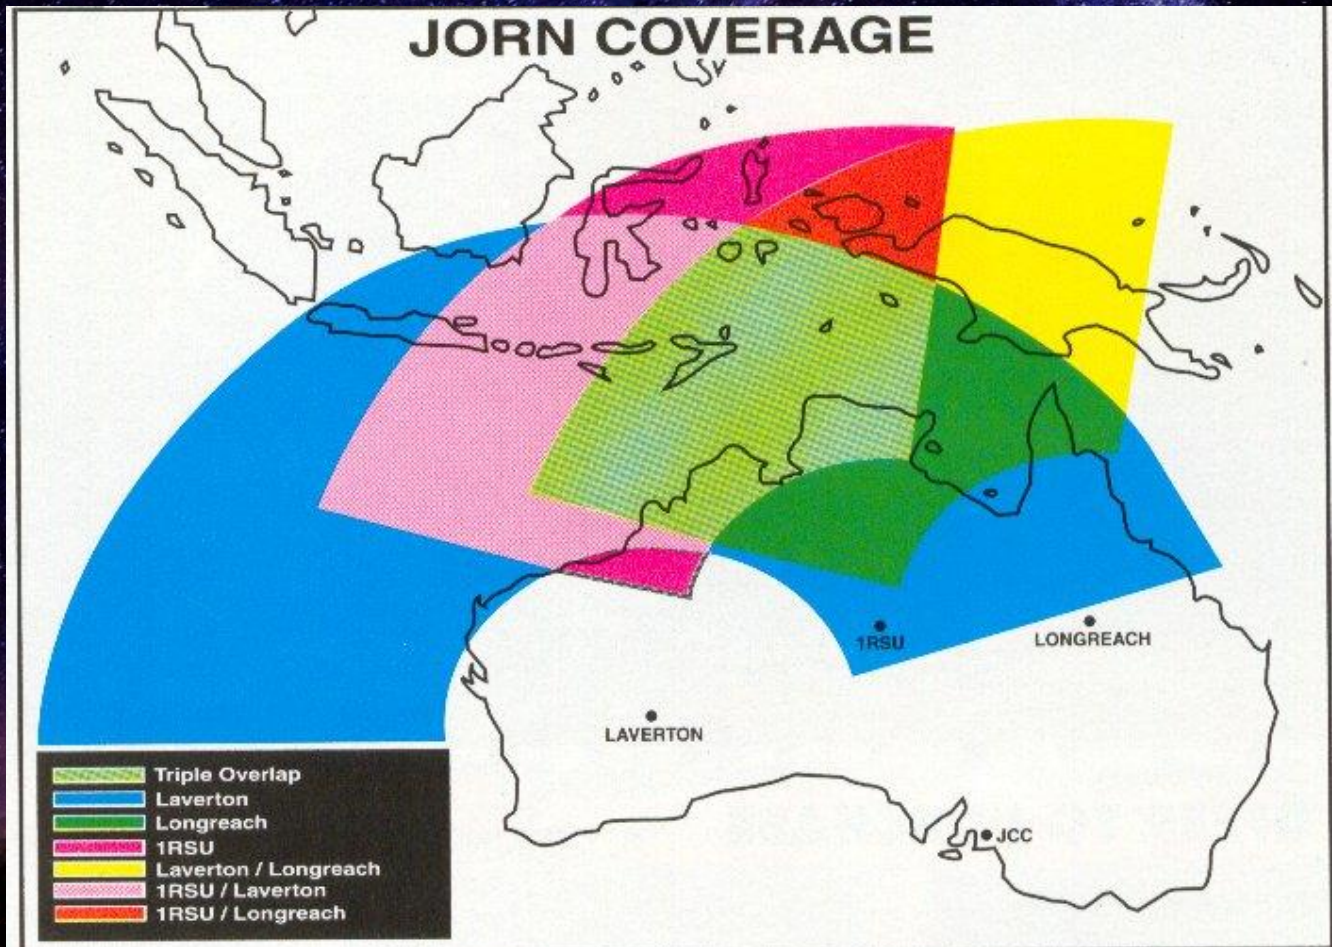 JORN COVERAGE
1RSU
LONGREACH
LAVERTON
Triple Overlap
Laverton
Longreach
1RSU
Laverton / Longreach
1RSU / Laverton
1RSU / Longreach
JCC